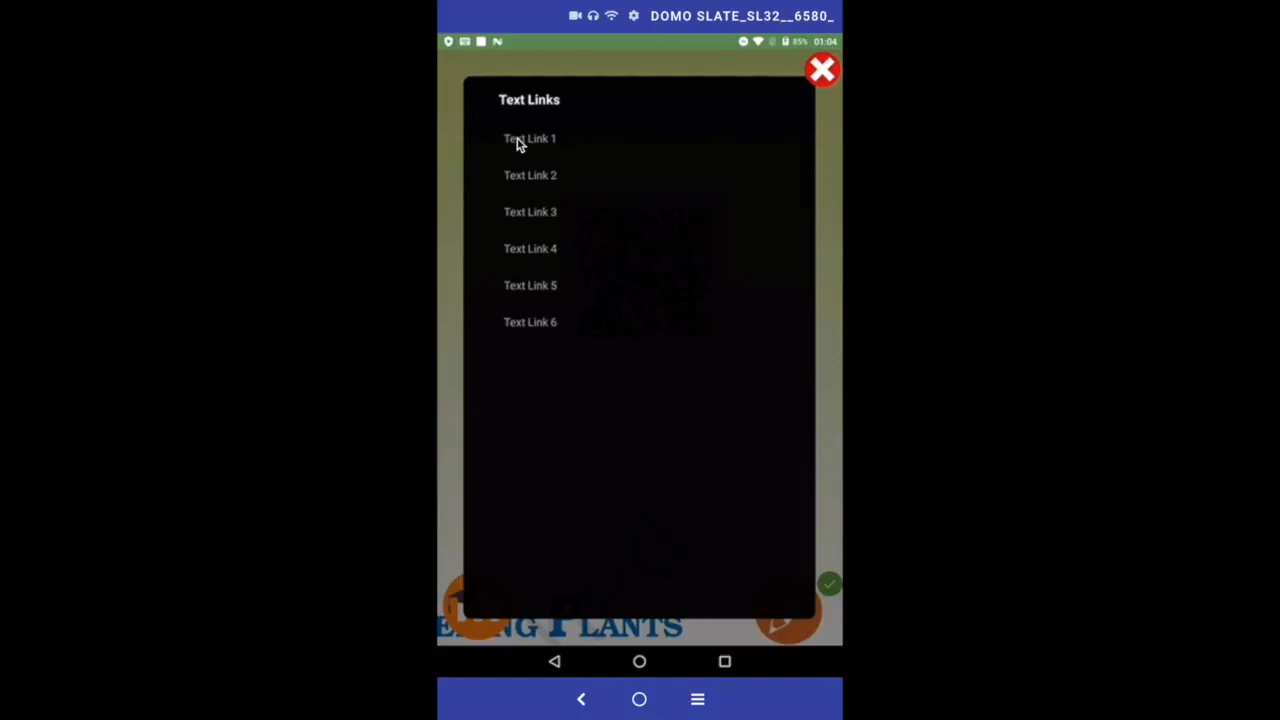 DOMO SLATE_SL32__6580_
85% 01:04
Text Links
Text Link 1
Text Link 2
Text Link 3
Text Link 4
Text Link 5
Text Link 6
PLANTS